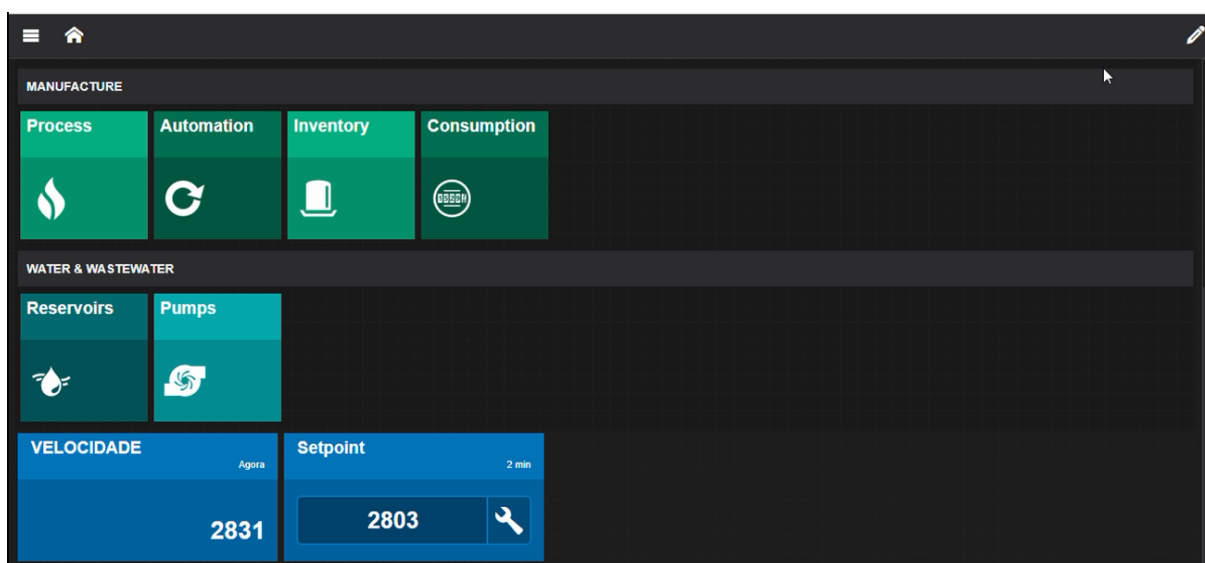 MANUFACTURE
Process Automation Inventory Consumption
WATER & WASTEWATER
Reservoirs Pumps
VELOCIDADE Setpoint
Agora 2 min
2831 2803